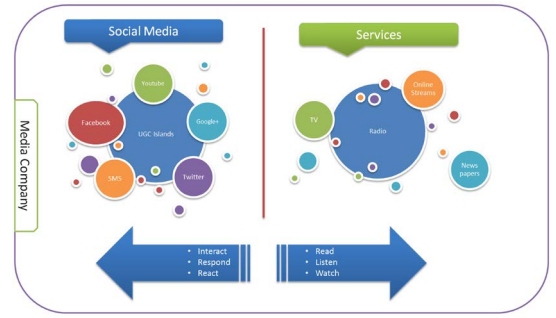 Social Media
Services
Youtube
Facebook
Google+
UGC Islands
SMS
Twitter
Online
Streams
TV
Radio
News
papers
Media Company
• Interact
• Respond
• React
• Read
• Listen
• Watch